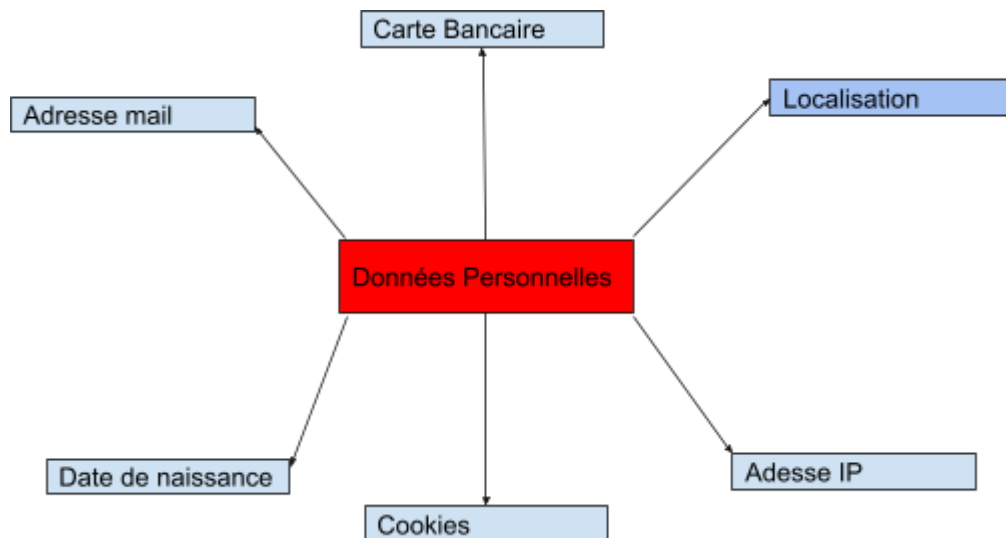 Carte Bancaire
Localisation
Adresse mail
Données Personnelles
Date de naissance
Adesse IP
Cookies